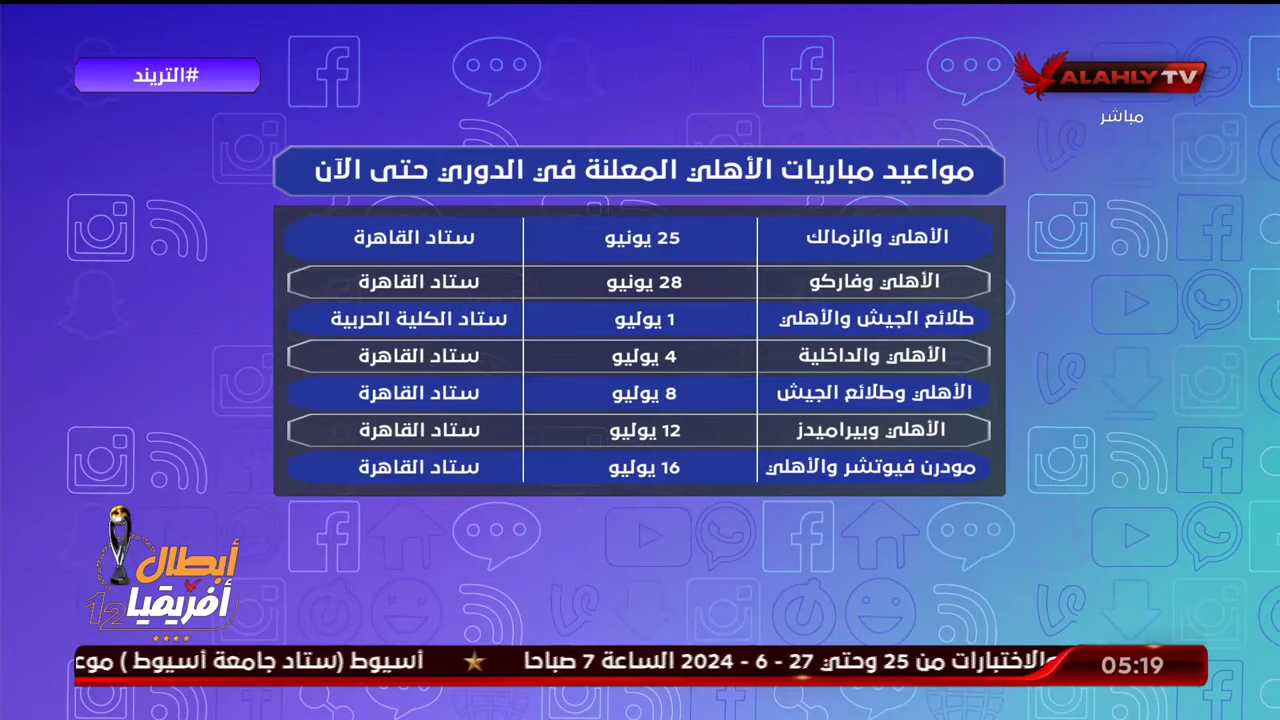 #التريند
ALAHLY TV
مباشر
مواعيد مباريات الأهلي المعلنة في الدوري حتى الآن
الأهلي والزمالك 25 يونيو ستاد القاهرة
الأهلي وفاركو 28 يونيو ستاد القاهرة
طلائع الجيش والأهلي 1 يوليو ستاد الكلية الحربية
الأهلي والداخلية 4 يوليو ستاد القاهرة
الأهلي وطلائع الجيش 8 يوليو ستاد القاهرة
الأهلي وبيراميدز 12 يوليو ستاد القاهرة
مودرن فيوتشر والأهلي 16 يوليو ستاد القاهرة
أبطال
أفريقيا
12
05:19
والاختبارات من 25 وحتي 27 - 6 - 2024 الساعة 7 صباحا ★ أسيوط (ستاد جامعة أسيوط )